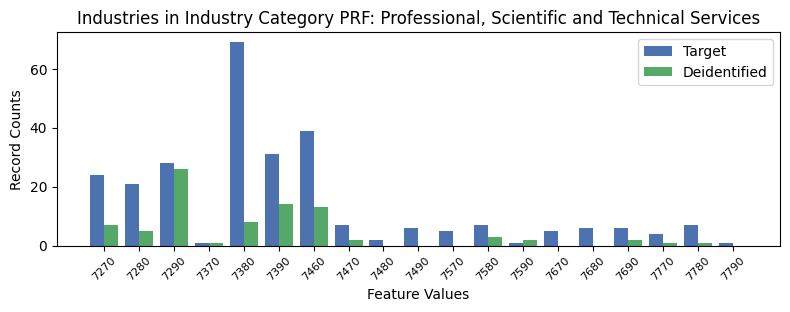 Industries in Industry Category PRF: Professional, Scientific and Technical Services
Target
Deidentified
Record Counts
60
40
20
0
7270 7280 7290 7370 7380 7390 7460 7470 7480 7490 7570 7580 7590 7670 7680 7690 7770 7780 7790
Feature Values